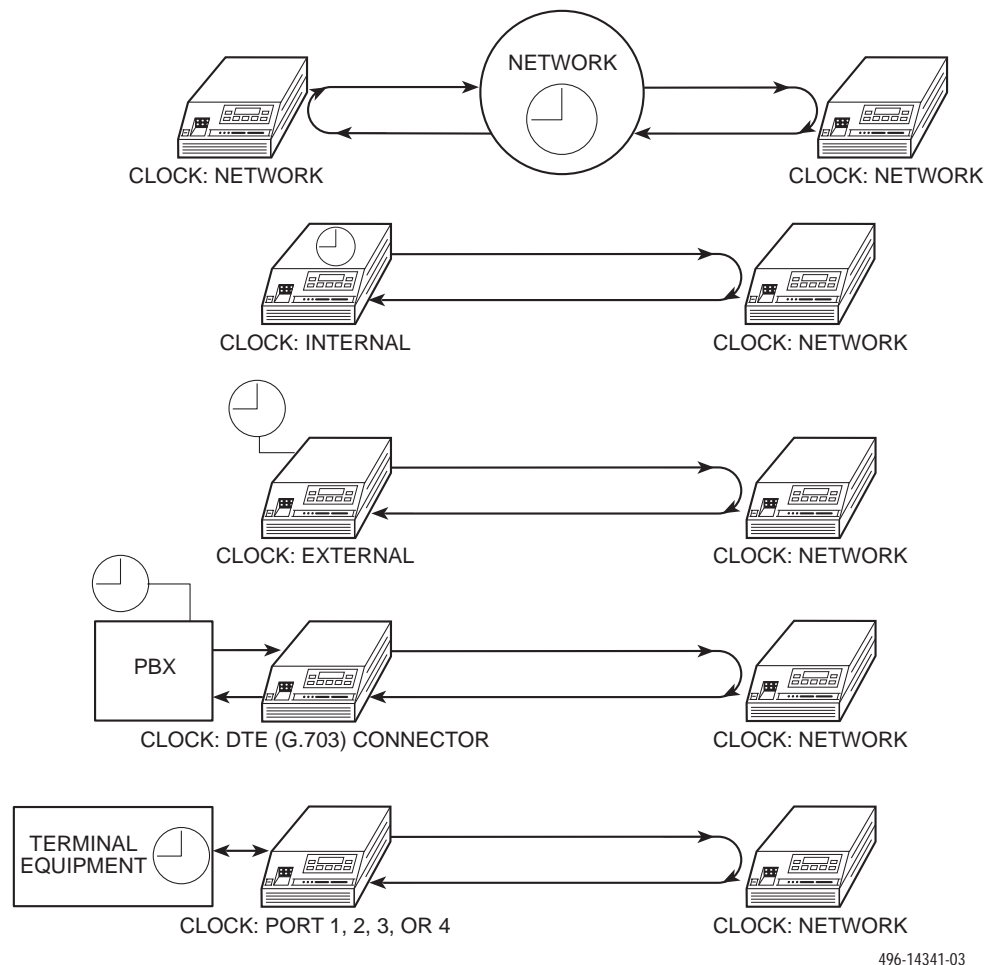 NETWORK
CLOCK: NETWORK
CLOCK: NETWORK
CLOCK: INTERNAL
CLOCK: NETWORK
CLOCK: EXTERNAL
CLOCK: NETWORK
PBX
CLOCK: DTE (G.703) CONNECTOR
CLOCK: NETWORK
TERMINAL
EQUIPMENT
CLOCK: PORT 1, 2, 3, OR 4
CLOCK: NETWORK
496-14341-03